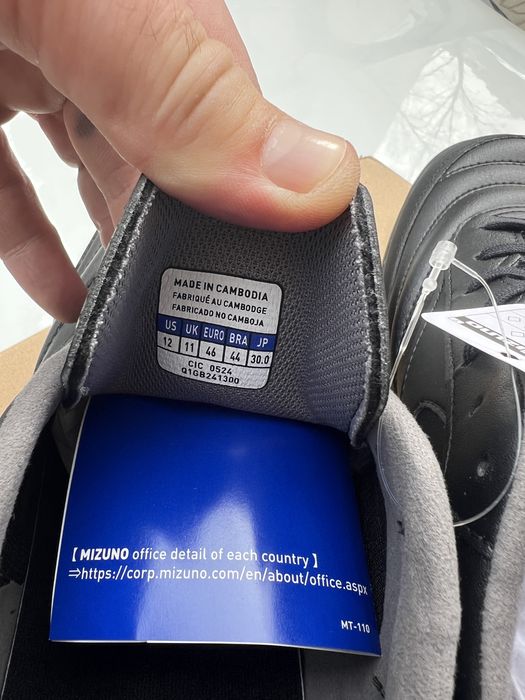 MADE IN CAMBODIA
FABRIQUÉ AU CAMBODGE
FABRICADO NO CAMBOJA
US UK EURO BRA JP
12 11 46 44 30.0
CIC 0524
Q1GB241300
【MIZUNO office detail of each country】
⇒https://corp.mizuno.com/en/about/office.aspx
MT-110